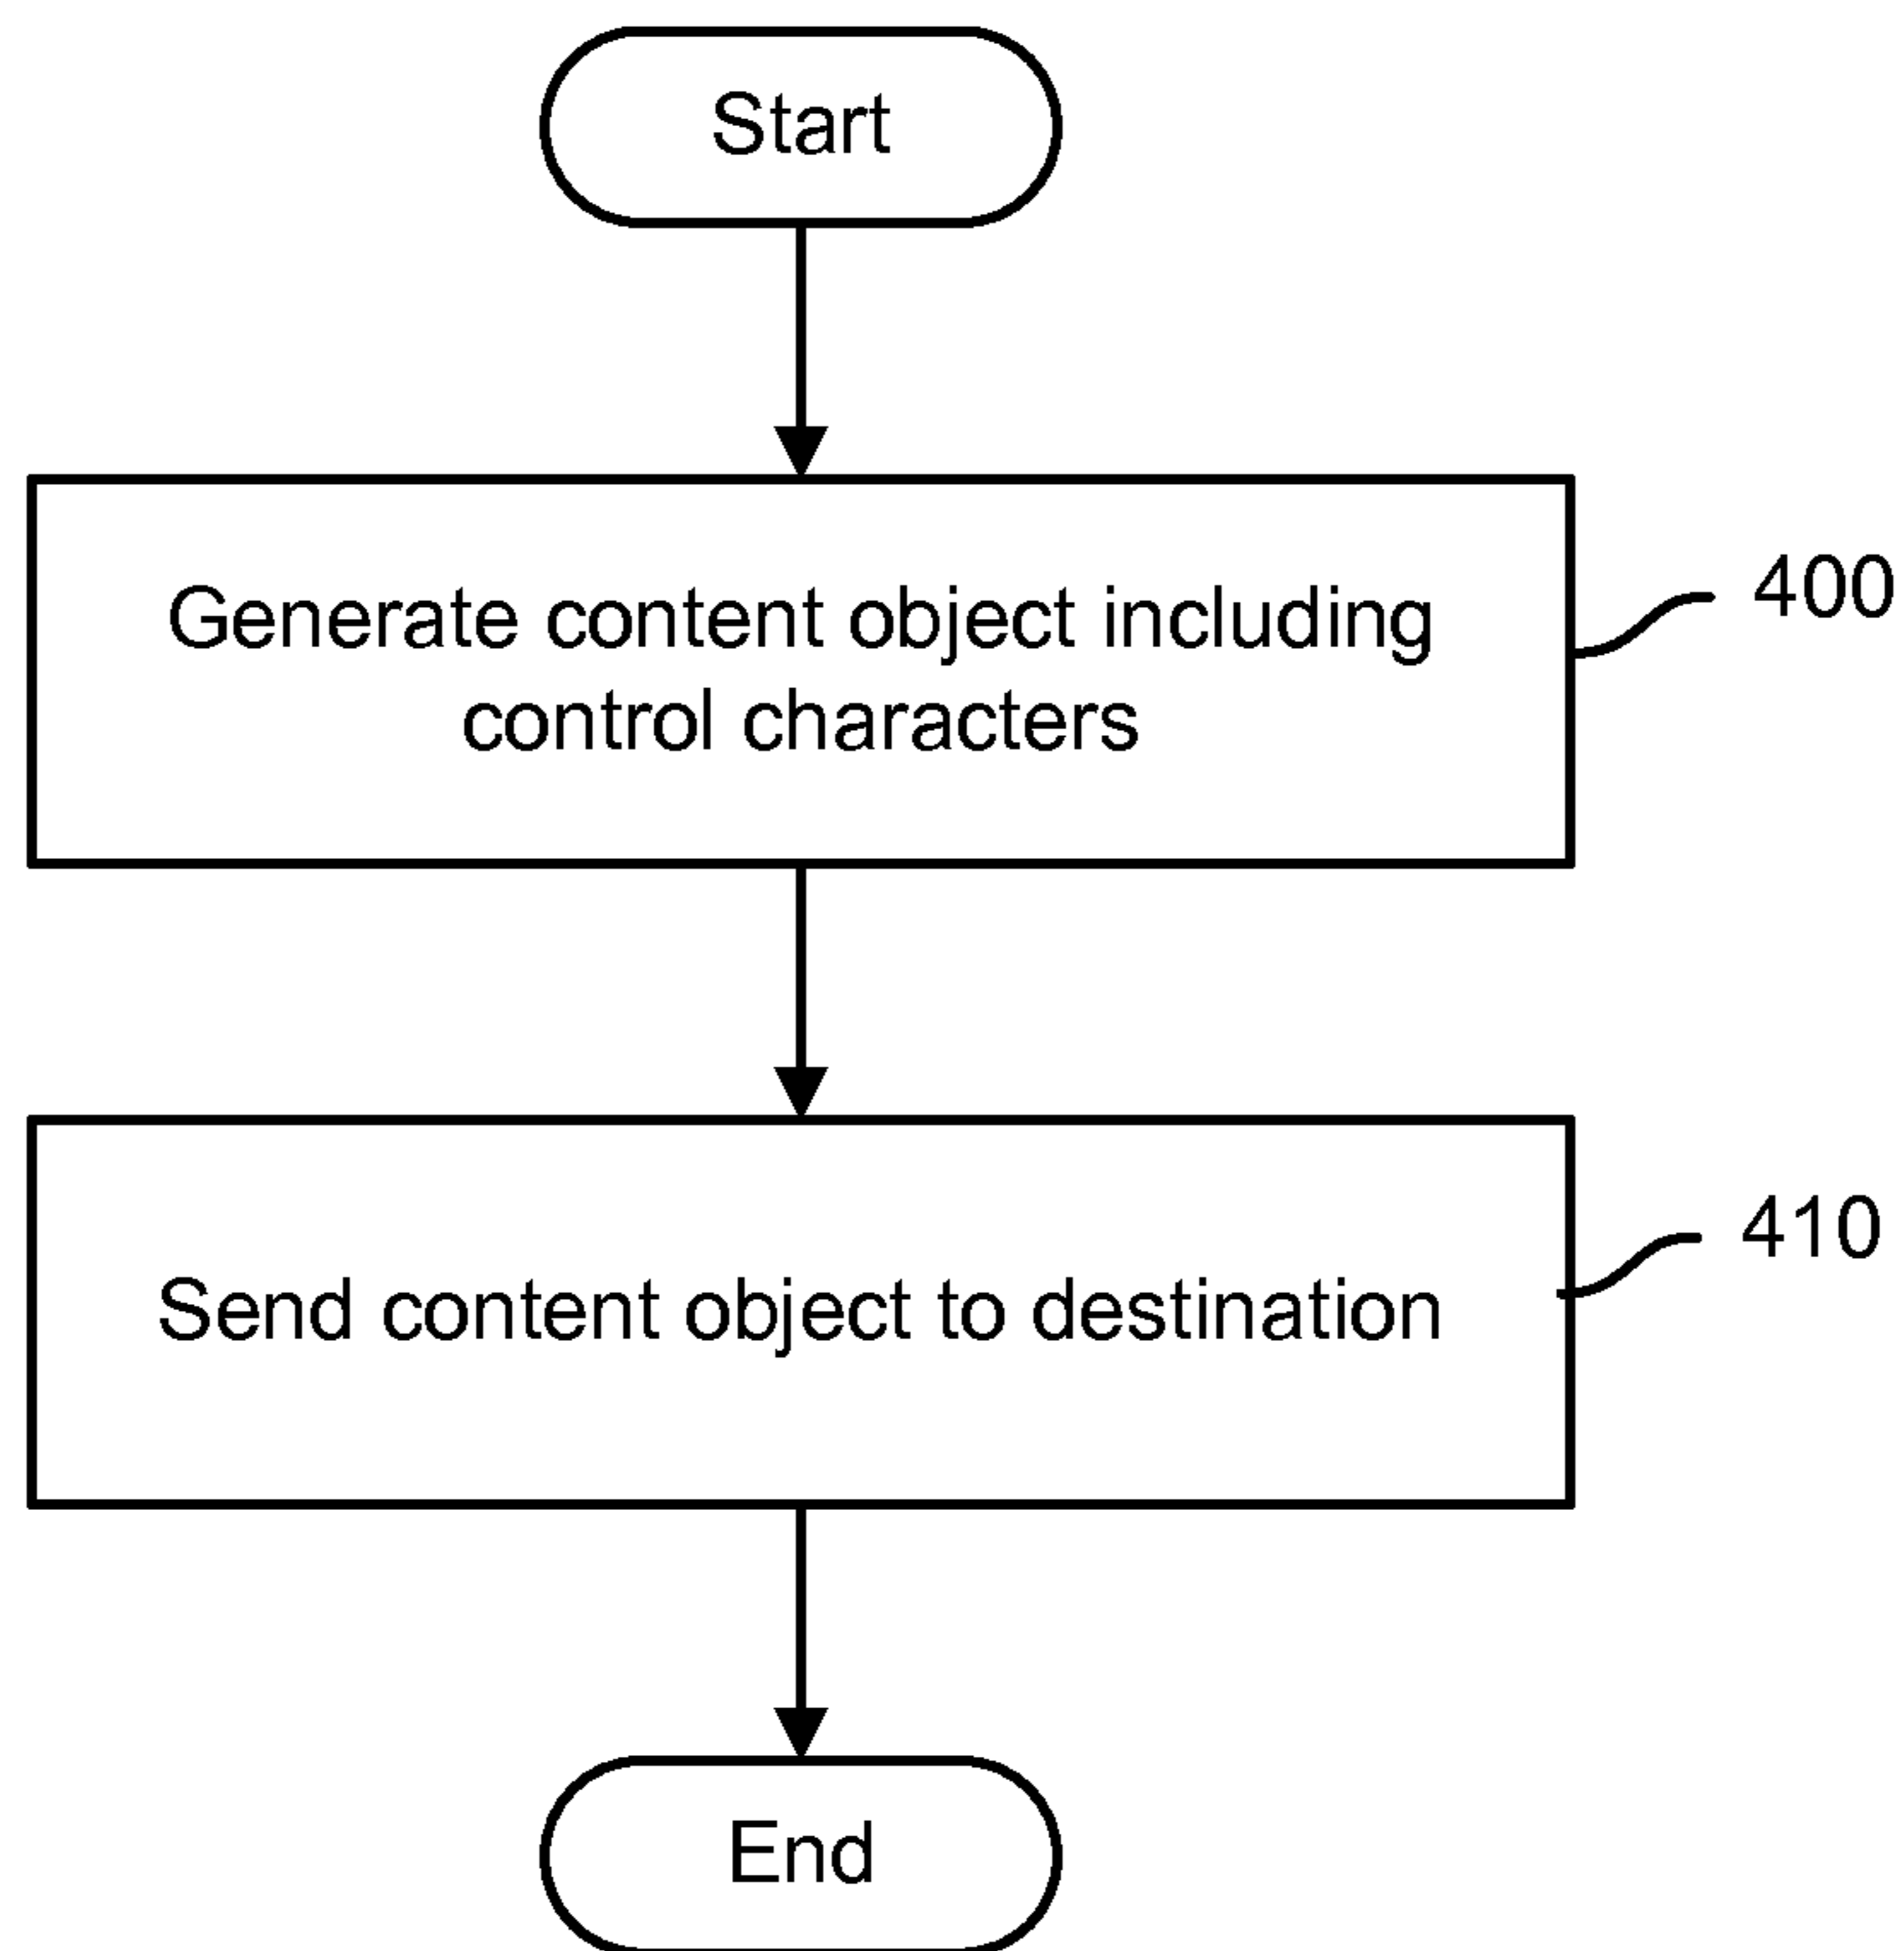 Start
Generate content object including
control characters
400
Send content object to destination
410
End